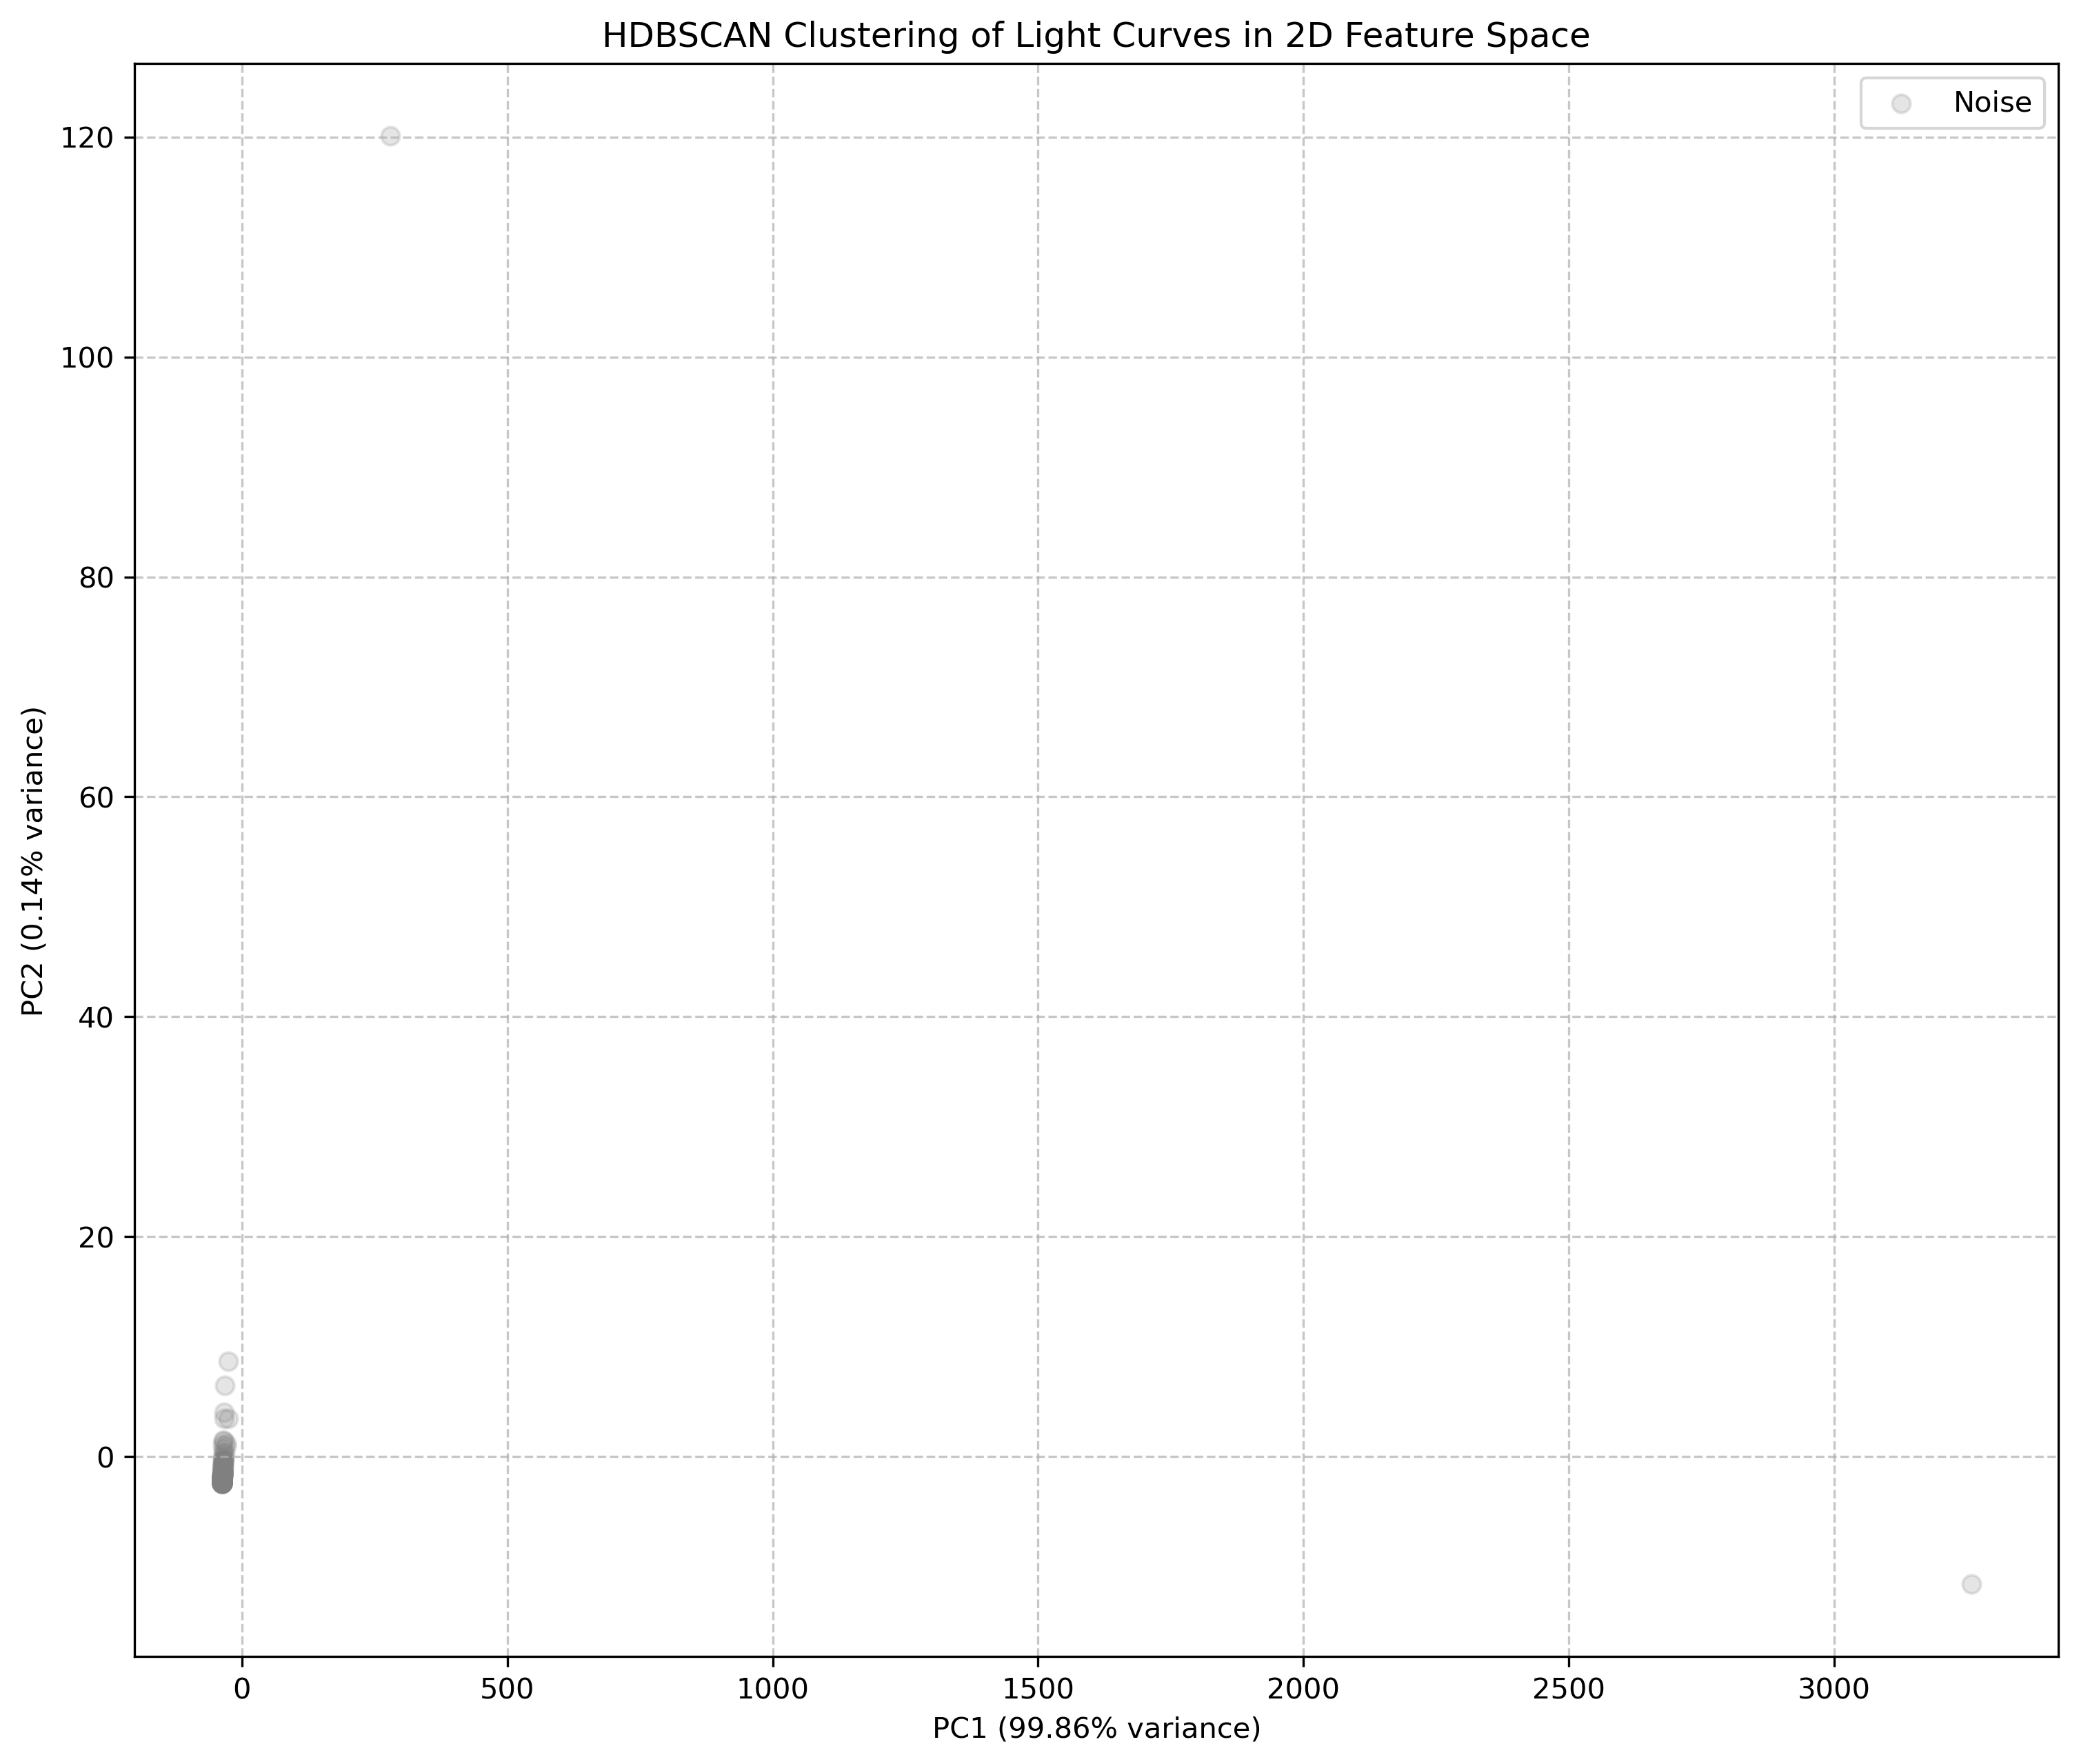 HDBSCAN Clustering of Light Curves in 2D Feature Space
Noise
120
100
80
60
40
20
0
PC2 (0.14% variance)
0 500 1000 1500 2000 2500 3000
PC1 (99.86% variance)